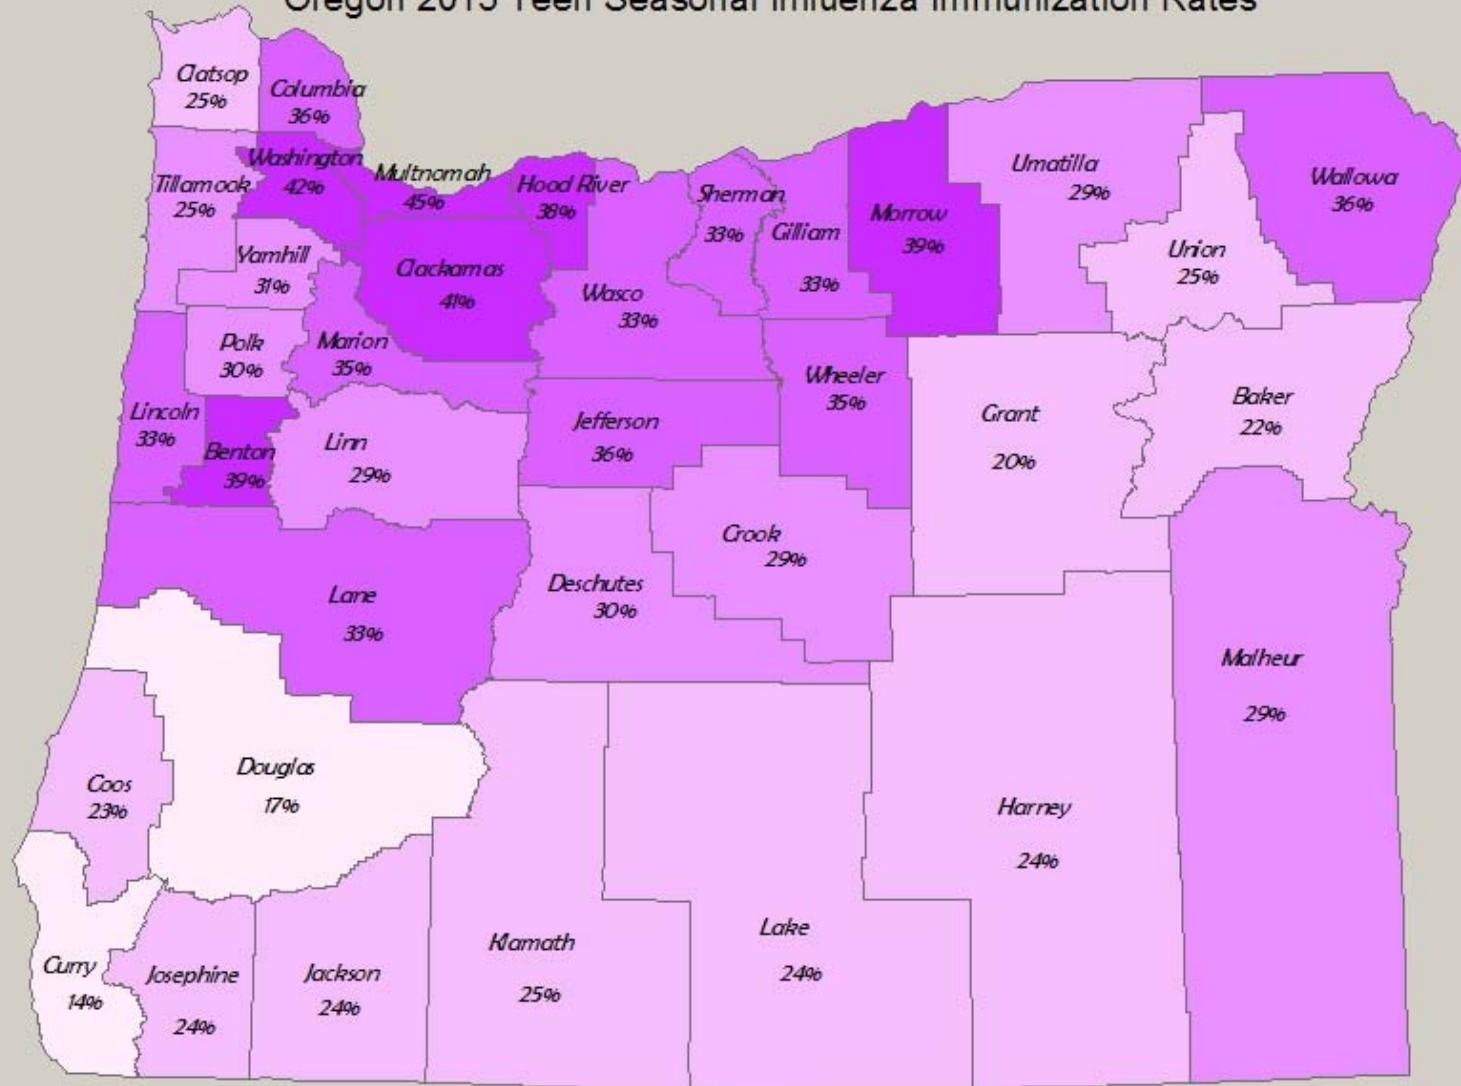 Oregon 2015 Teen Seasonal Influenza Immunization Rates
Clatsop
25%
Columbia
36%
Washington
42%
Multnomah
45%
Hood River
38%
Tillamook
25%
Yamhill
31%
Clackamas
41%
Wasco
33%
Sherman
33%
Gilliam
33%
Morrow
39%
Umatilla
29%
Union
25%
Wallowa
36%
Polk
30%
Marion
35%
Lincoln
33%
Benton
39%
Linn
29%
Jefferson
36%
Wheeler
35%
Grant
20%
Baker
22%
Lane
33%
Deschutes
30%
Crook
29%
Malheur
29%
Coos
23%
Douglas
17%
Harney
24%
Curry
14%
Josephine
24%
Jackson
24%
Klamath
25%
Lake
24%